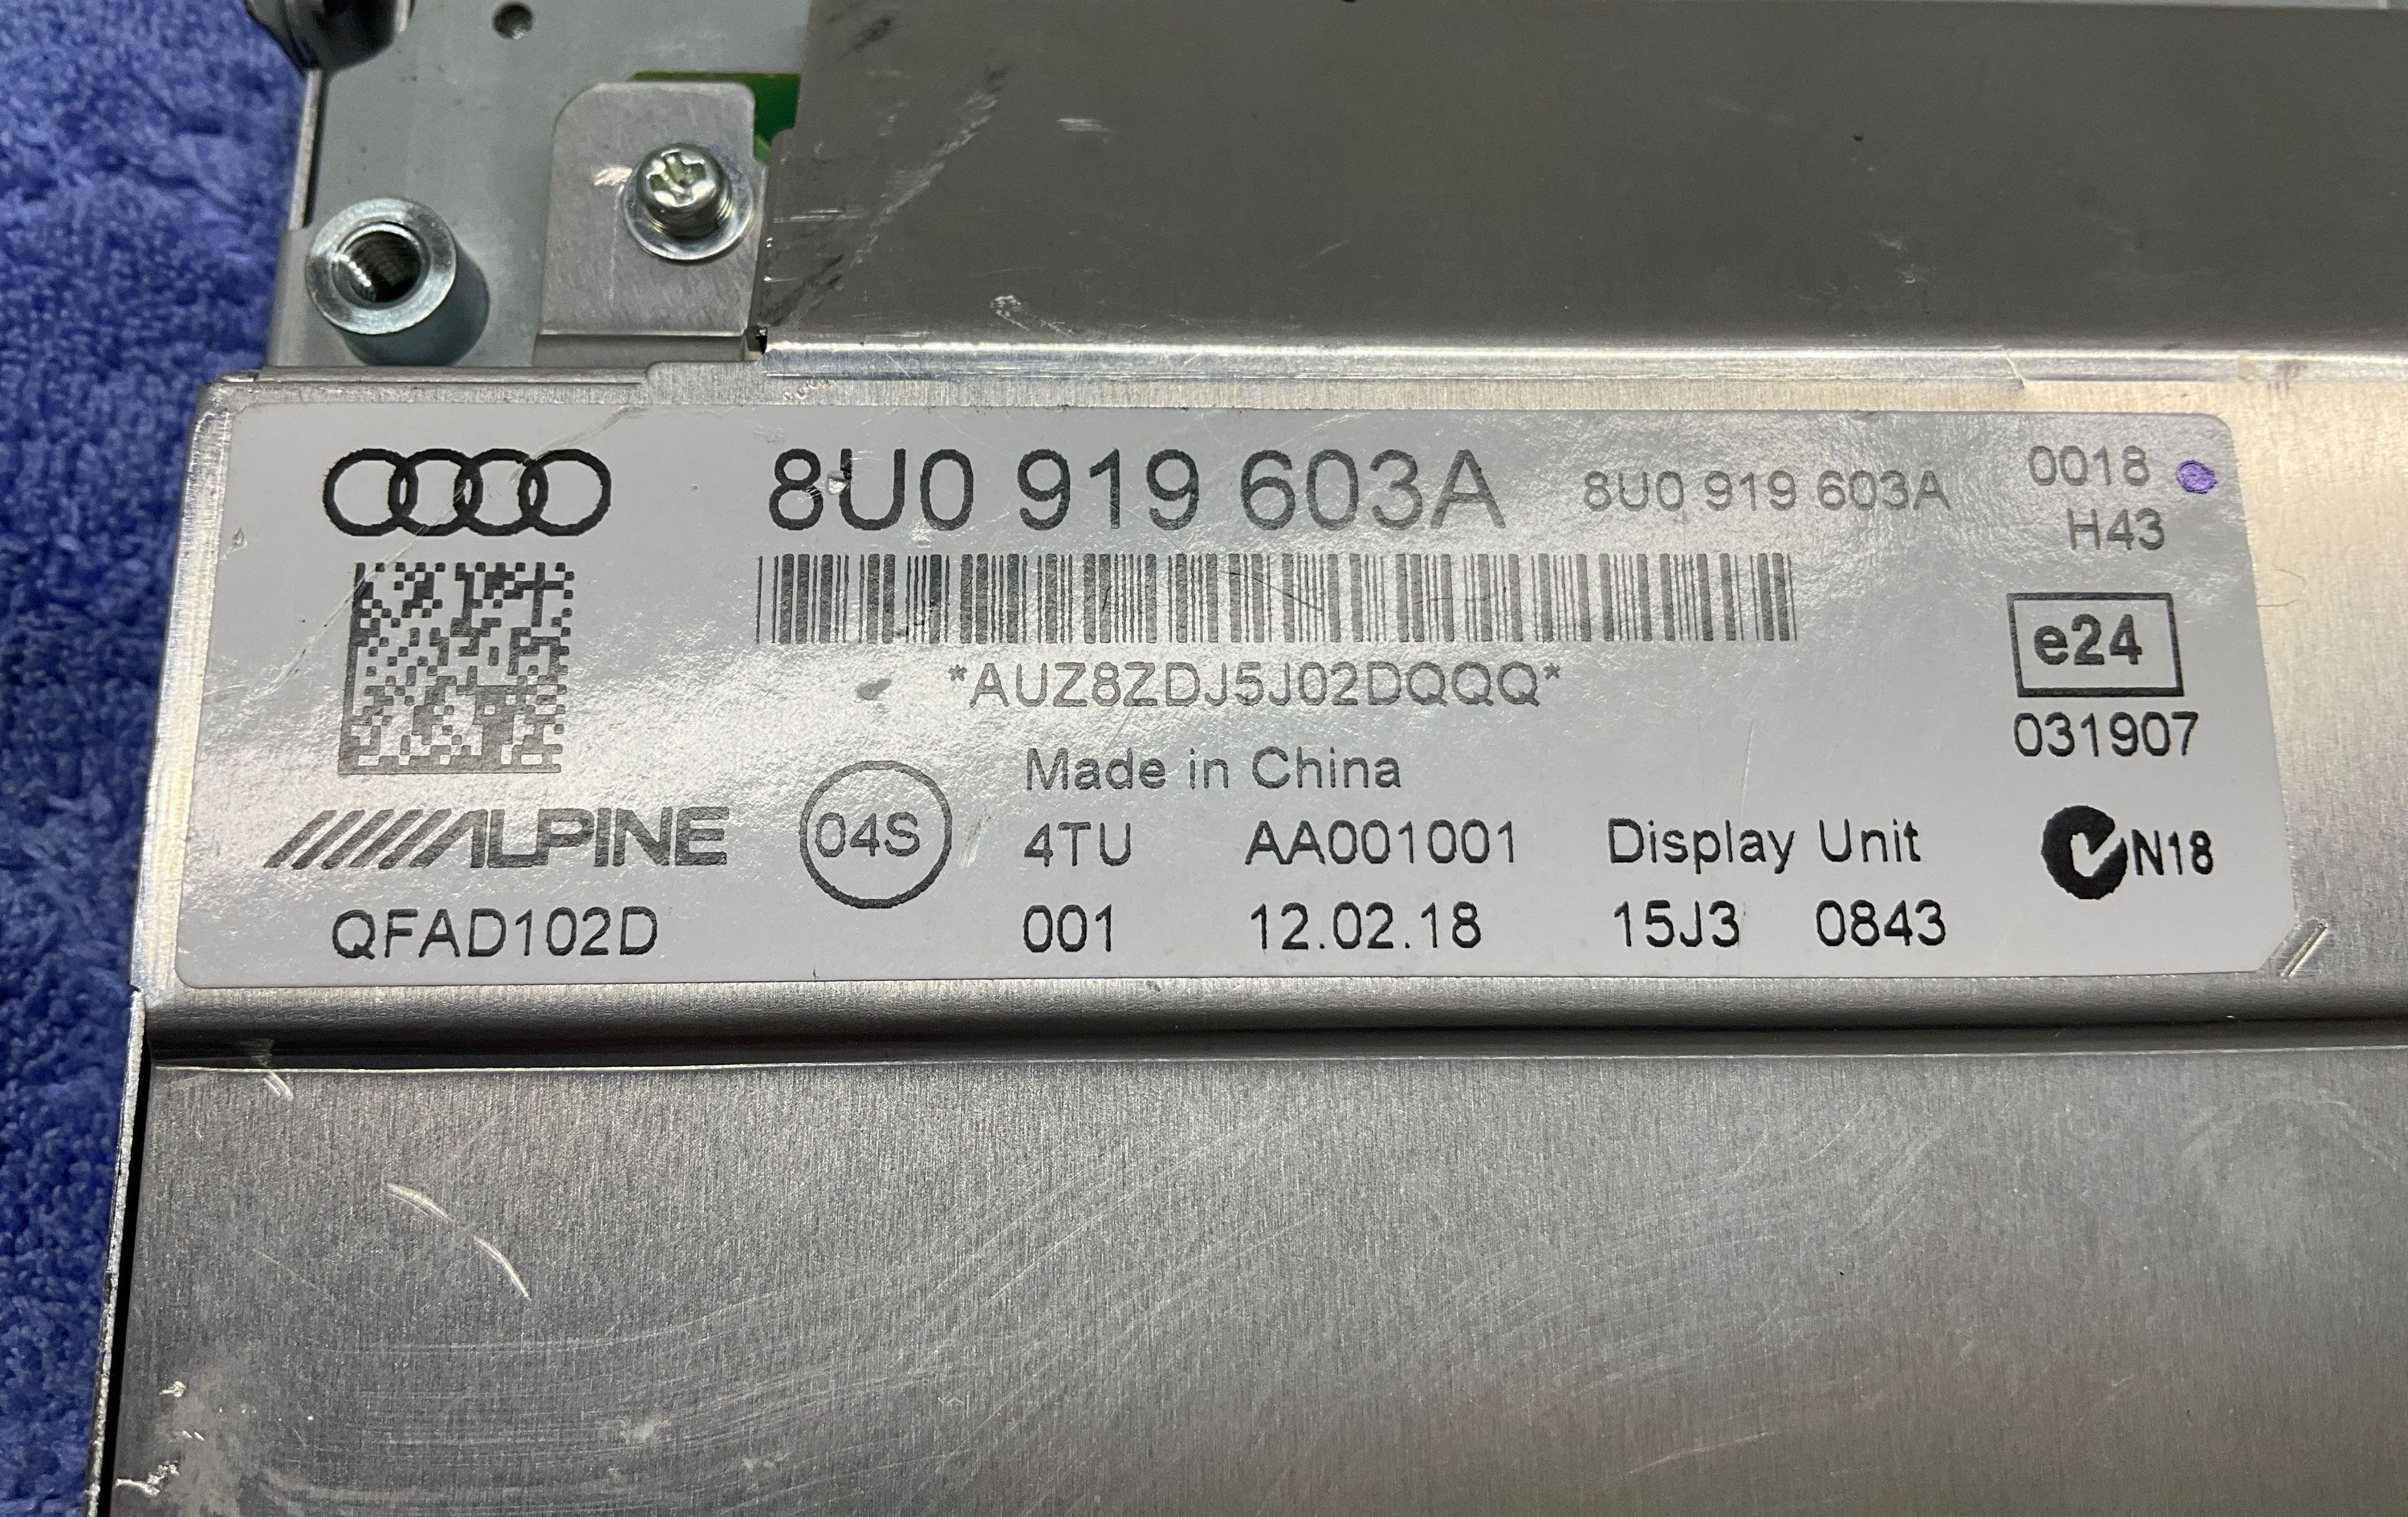 8U0 919 603A 8U0 919 603A 0018
H43
*AUZ8ZDJ5J02DQQQ*
e24
031907
Made in China
ALPINE 04S 4TU AA001001 Display Unit N18
QFAD102D 001 12.02.18 15J3 0843